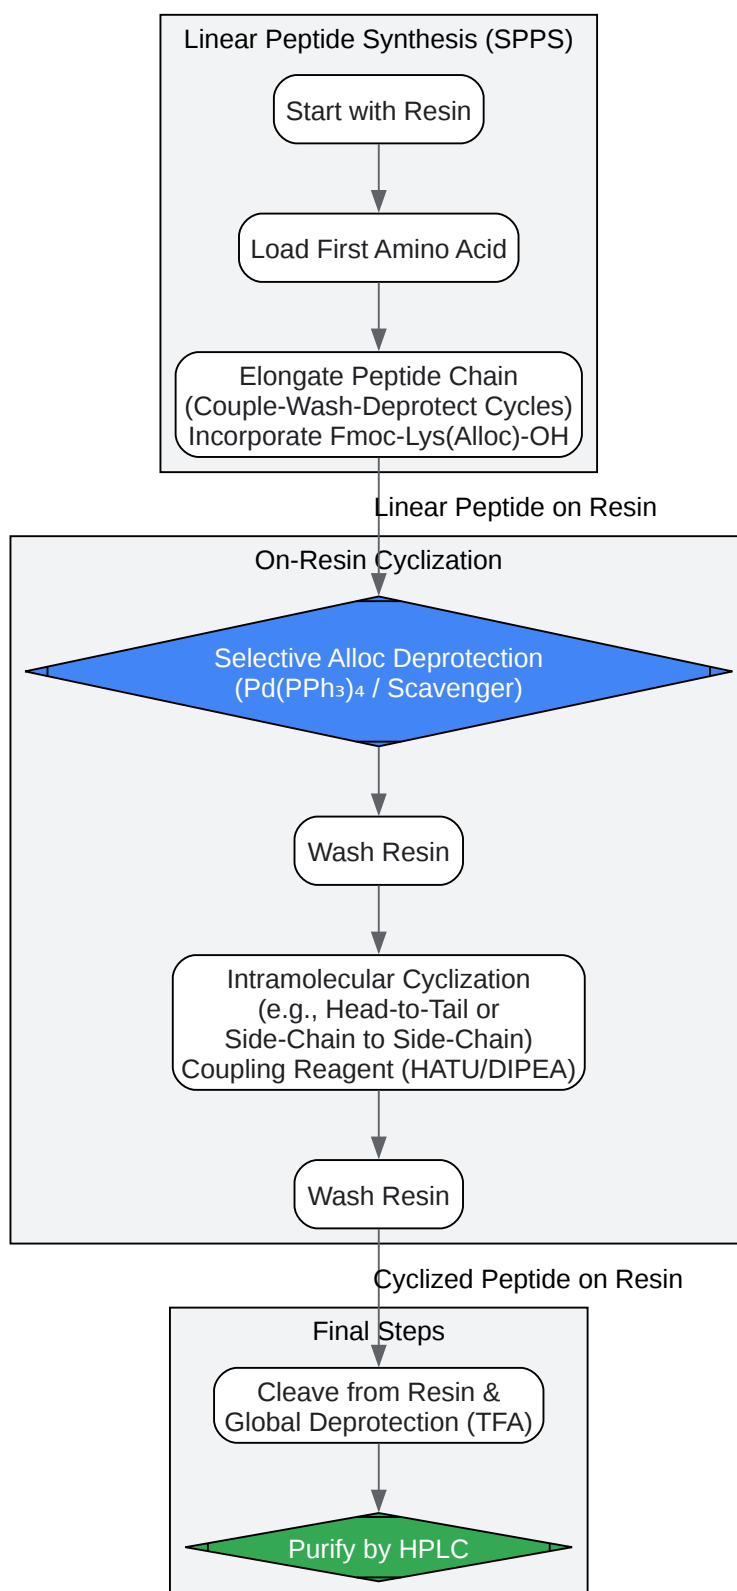 Linear Peptide Synthesis (SPPS)
Start with Resin
Load First Amino Acid
Elongate Peptide Chain
(Couple-Wash-Deprotect Cycles)
Incorporate Fmoc-Lys(Alloc)-OH
Linear Peptide on Resin
On-Resin Cyclization
Selective Alloc Deprotection
(Pd(PPh₃)₄ / Scavenger)
Wash Resin
Intramolecular Cyclization
(e.g., Head-to-Tail or
Side-Chain to Side-Chain)
Coupling Reagent (HATU/DIPEA)
Wash Resin
Cyclized Peptide on Resin
Final Steps
Cleave from Resin &
Global Deprotection (TFA)
Purify by HPLC